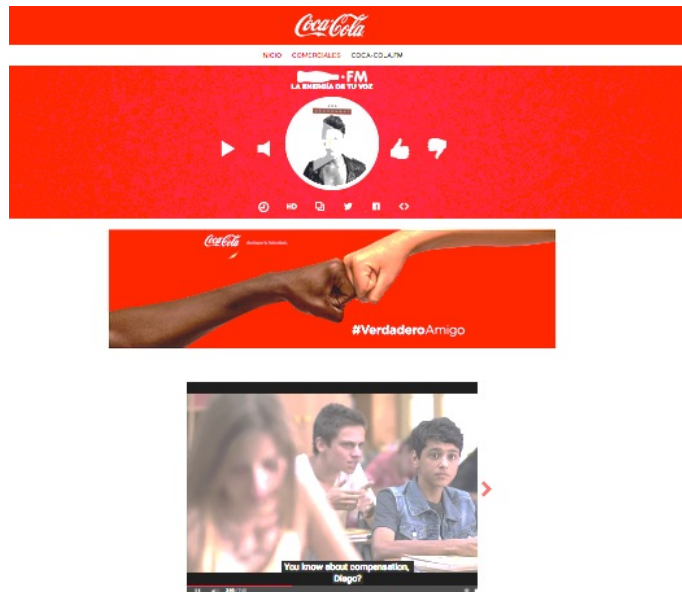 Coca-Cola
INICIO COMERCIALES COCA-COLA.FM
FM
LA ENERGÍA DE TU VOZ
HD
Coca-Cola
#VerdaderoAmigo
You know about compensation,
Diego?